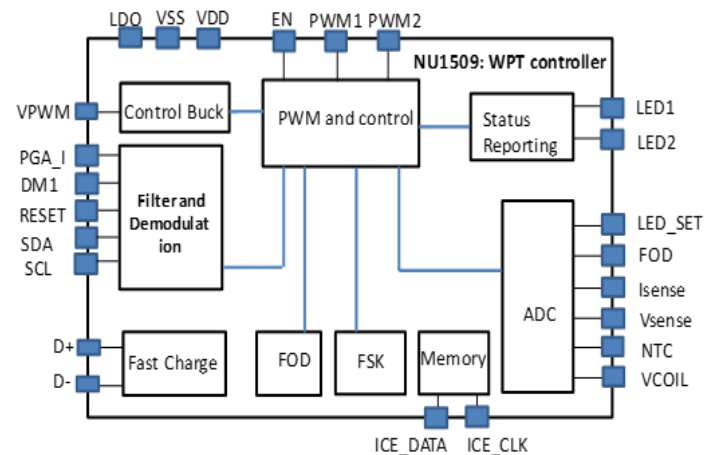 LDO VSS VDD EN PWM1 PWM2
NU1509: WPT controller
VPWM
Control Buck
PWM and control
Status
Reporting
LED1
LED2
PGA_I
DM1
RESET
SDA
SCL
Filter and
Demodulat
ion
LED_SET
FOD
Isense
Vsense
NTC
VCOIL
ADC
D+
D-
Fast Charge
FOD
FSK
Memory
ICE_DATA ICE_CLK